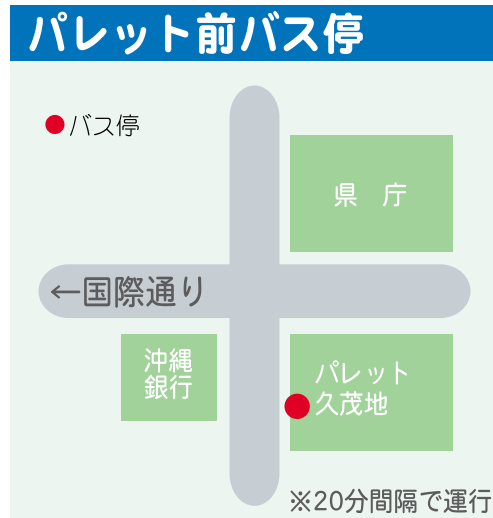 パレット前バス停
バス停
県 庁
←国際通り
沖縄
銀行
パレット
久茂地
※20分間隔で運行